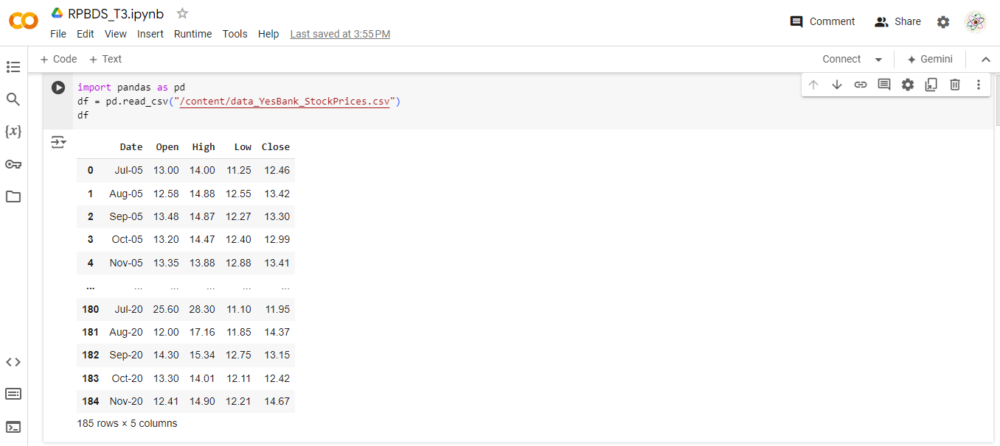 RPBDS_T3.ipynb
File Edit View Insert Runtime Tools Help Last saved at 3:55 PM
Comment Share
+ Code + Text
Connect Gemini
{x}
import pandas as pd
df = pd.read_csv("/content/data_YesBank_StockPrices.csv")
df
Date Open High Low Close
0 Jul-05 13.00 14.00 11.25 12.46
1 Aug-05 12.58 14.88 12.55 13.42
2 Sep-05 13.48 14.87 12.27 13.30
3 Oct-05 13.20 14.47 12.40 12.99
4 Nov-05 13.35 13.88 12.88 13.41
... ... ... ... ... ...
180 Jul-20 25.60 28.30 11.10 11.95
181 Aug-20 12.00 17.16 11.85 14.37
182 Sep-20 14.30 15.34 12.75 13.15
183 Oct-20 13.30 14.01 12.11 12.42
184 Nov-20 12.41 14.90 12.21 14.67
185 rows × 5 columns